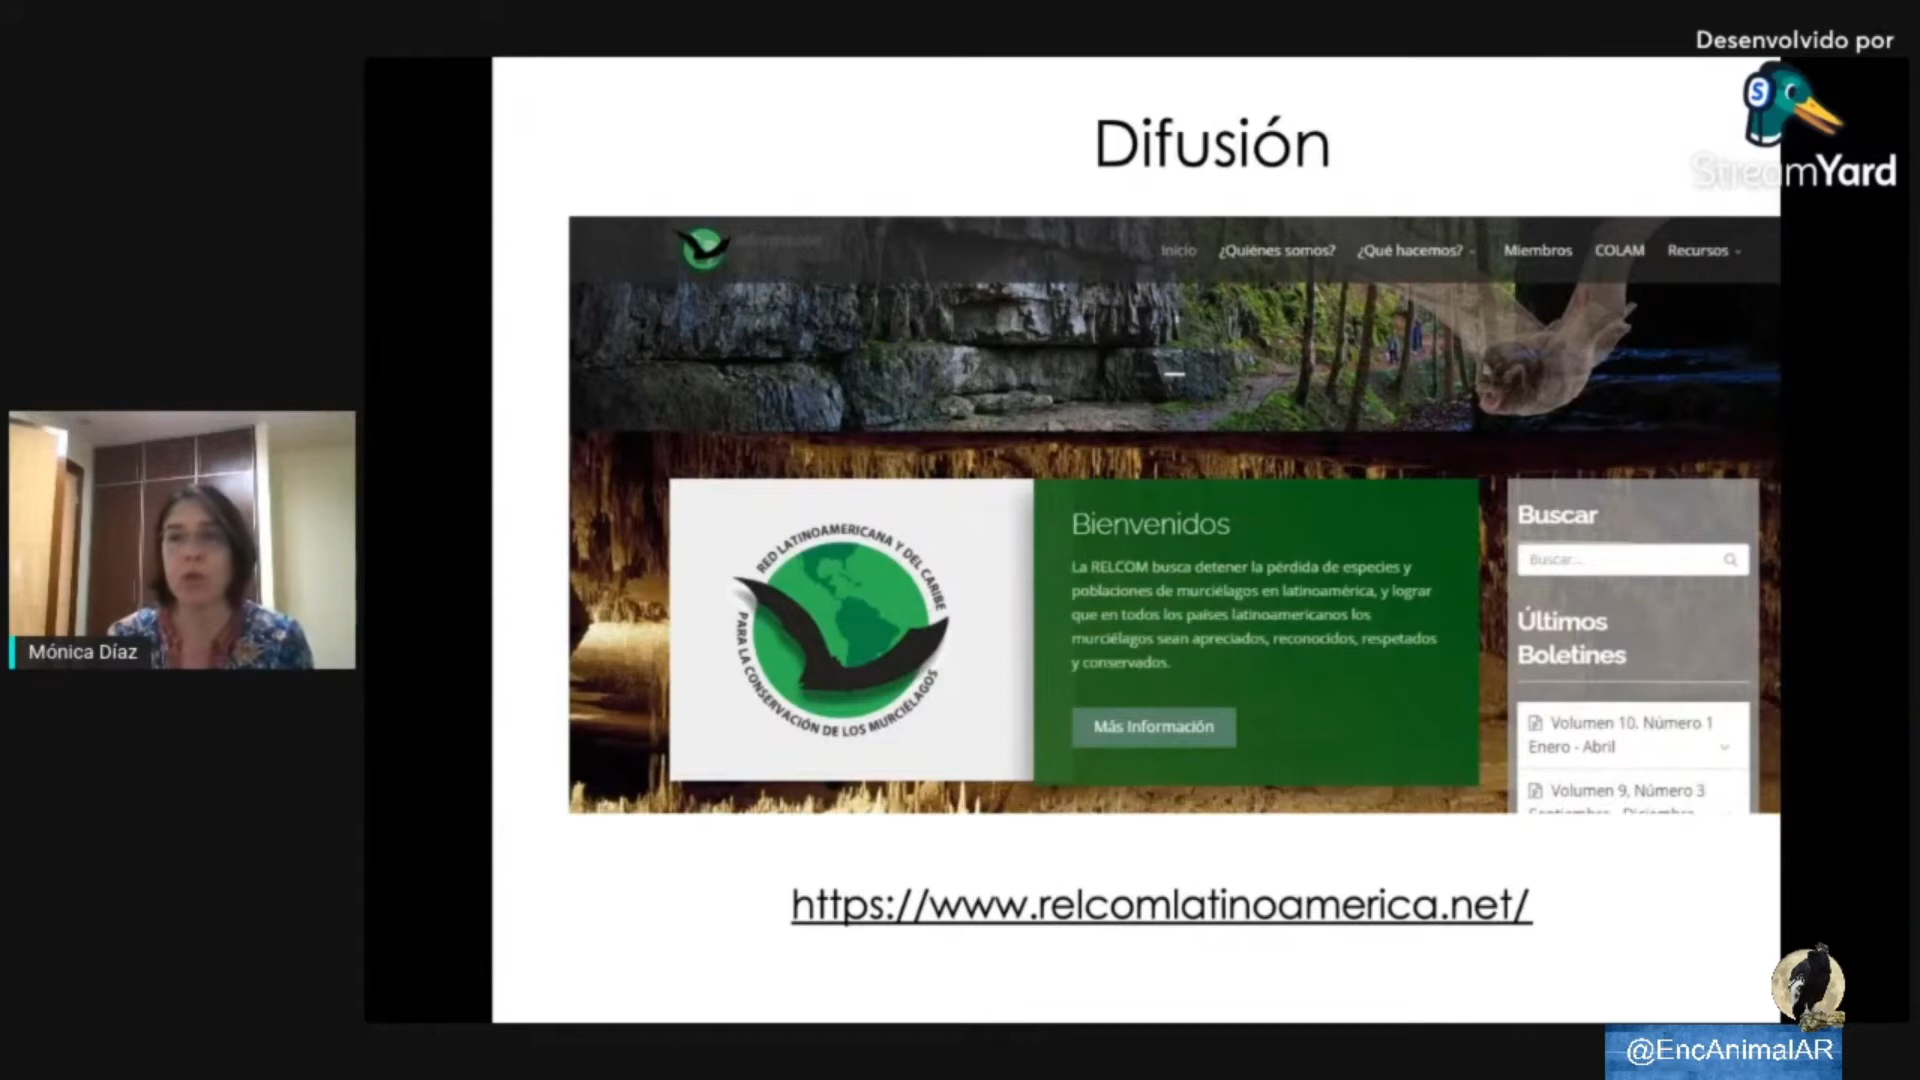 Desenvolvido por
StreamYard
Difusión
Inicio ¿Quiénes somos? ¿Qué hacemos? Miembros COLAM Recursos
RED LATINOAMERICANA Y DEL CARIBE
PARA LA CONSERVACIÓN DE LOS MURCIÉLAGOS
Bienvenidos
La RELCOM busca detener la pérdida de especies y
poblaciones de murciélagos en latinoamérica, y lograr
que en todos los países latinoamericanos los
murciélagos sean apreciados, reconocidos, respetados
y conservados.
Más Información
Buscar
Buscar...
Últimos
Boletines
Volumen 10, Número 1
Enero - Abril
Volumen 9, Número 3
Septiembre - Diciembre
Mónica Díaz
https://www.relcomlatinoamerica.net/
@EncAnimalAR